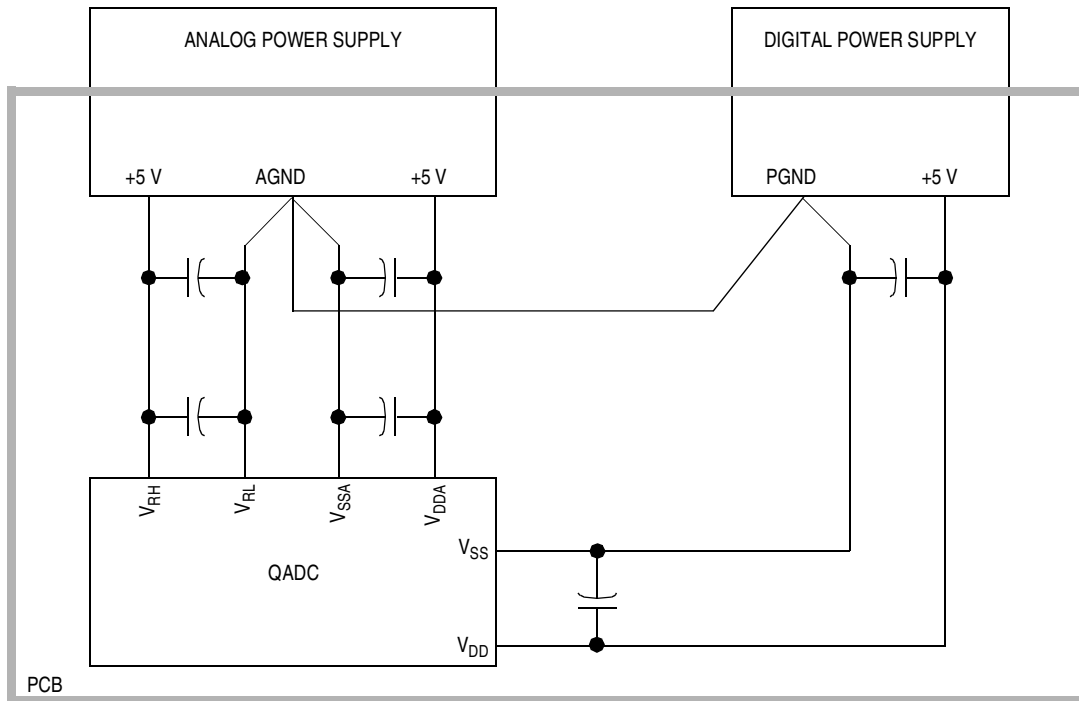 ANALOG POWER SUPPLY
DIGITAL POWER SUPPLY
+5 V
AGND
+5 V
PGND
+5 V
VRH
VRL
VSSA
VDDA
VSS
QADC
VDD
PCB